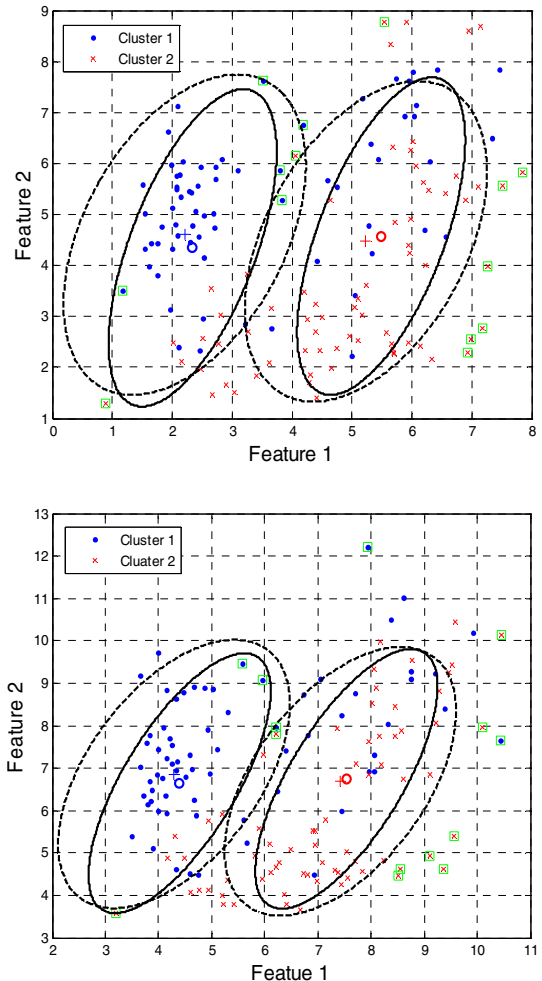 9
8
7
6
5
4
3
2
1
Feature 2
Cluster 1
Cluster 2
0 1 2 3 4 5 6 7 8
Feature 1
13
12
11
10
9
8
7
6
5
4
3
Feature 2
Cluster 1
Cluater 2
2 3 4 5 6 7 8 9 10 11
Featue 1